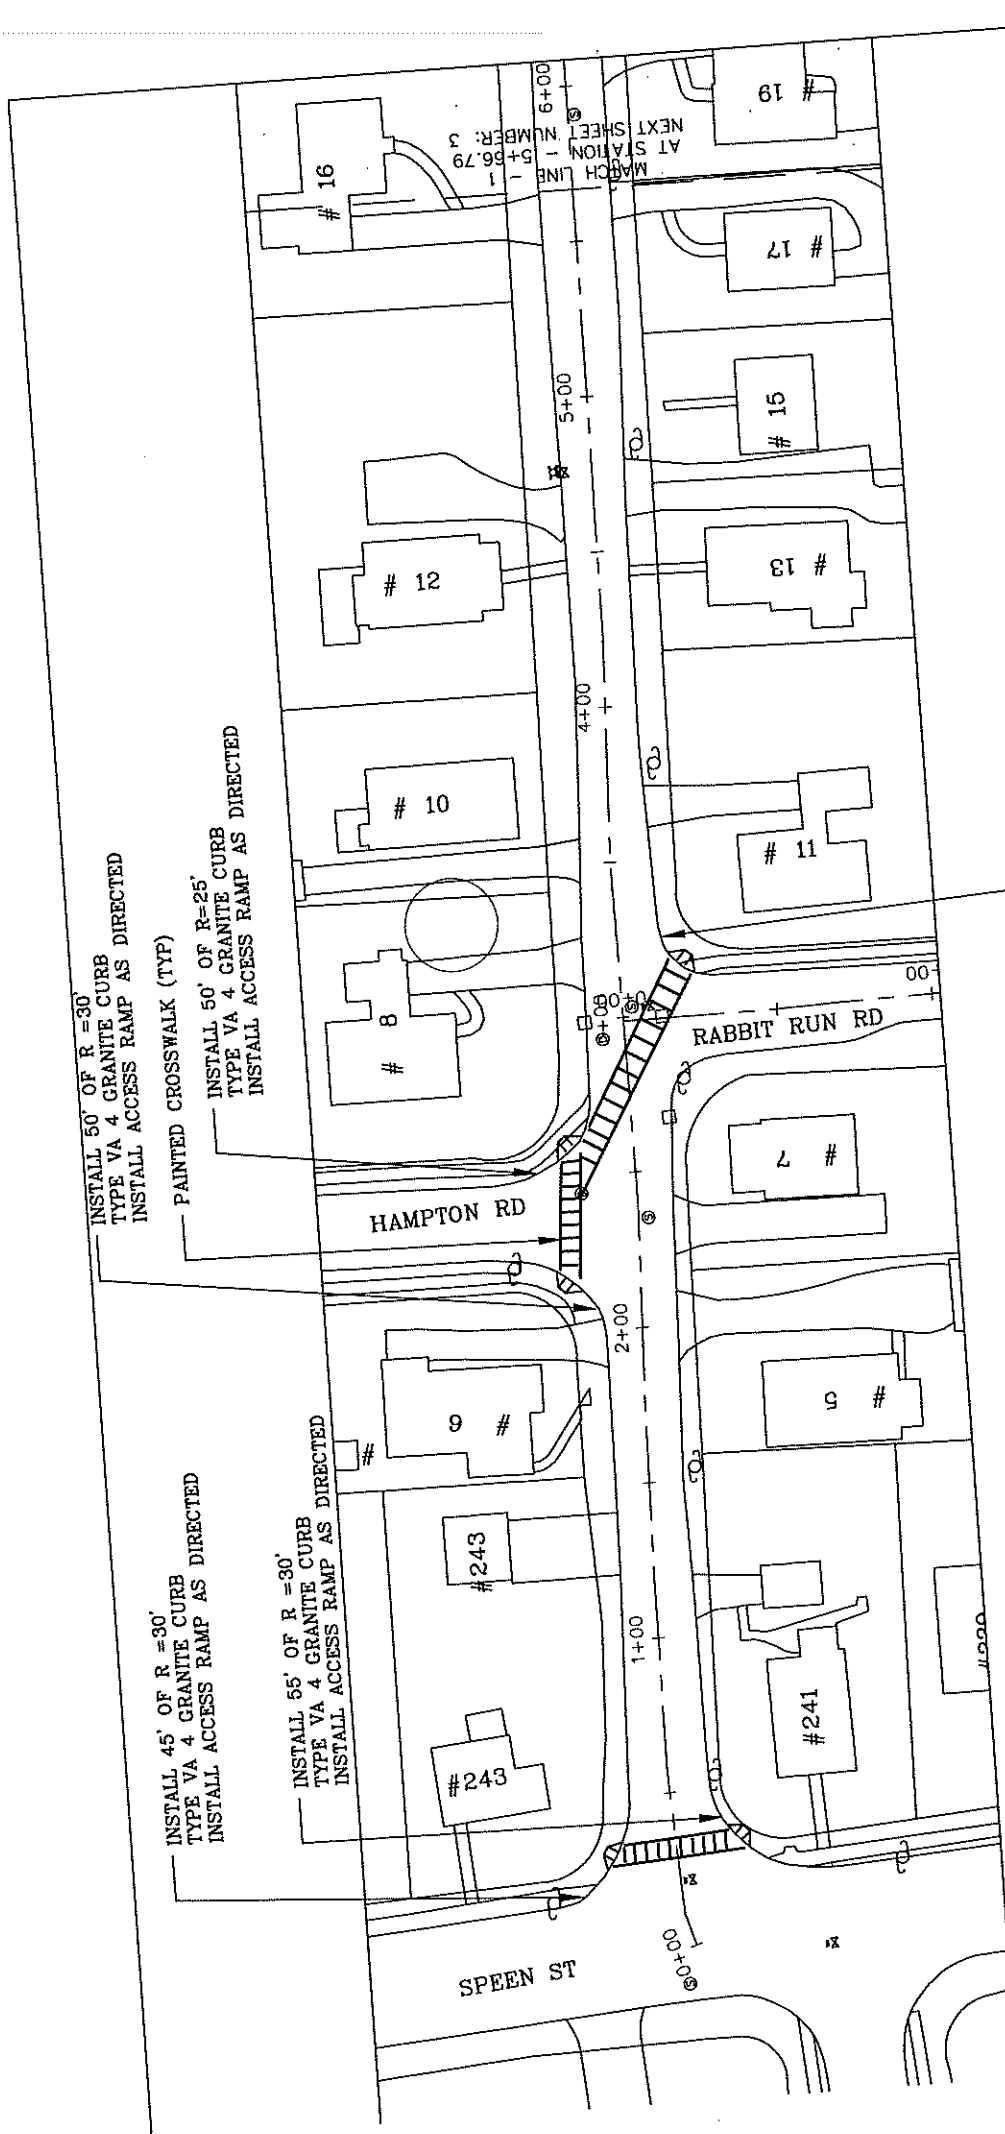 6+00
MATCH LINE - 1
AT STATION - 5+66.79
NEXT SHEET NUMBER: 3
# 16
# 19
# 17
5+00
# 15
# 12
# 13
4+00
# 10
# 11
INSTALL 50' OF R =30'
TYPE VA 4 GRANITE CURB
INSTALL ACCESS RAMP AS DIRECTED
PAINTED CROSSWALK (TYP)
INSTALL 50' OF R=25'
TYPE VA 4 GRANITE CURB
INSTALL ACCESS RAMP AS DIRECTED
# 8
00+
RABBIT RUN RD
# 7
HAMPTON RD
2+00
# 9
#
# 5
INSTALL 45' OF R =30'
TYPE VA 4 GRANITE CURB
INSTALL ACCESS RAMP AS DIRECTED
INSTALL 55' OF R =30'
TYPE VA 4 GRANITE CURB
INSTALL ACCESS RAMP AS DIRECTED
#243
1+00
#243
#241
0+00
SPEEN ST